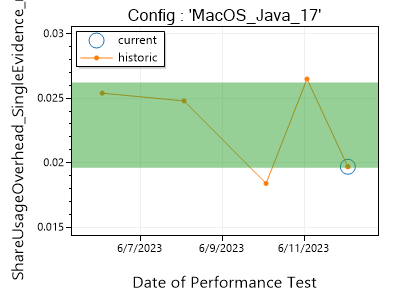 Config : 'MacOS_Java_17'
ShareUsageOverhead_SingleEvidence_
0.03
0.025
0.02
0.015
current
historic
6/7/2023
6/9/2023
6/11/2023
Date of Performance Test